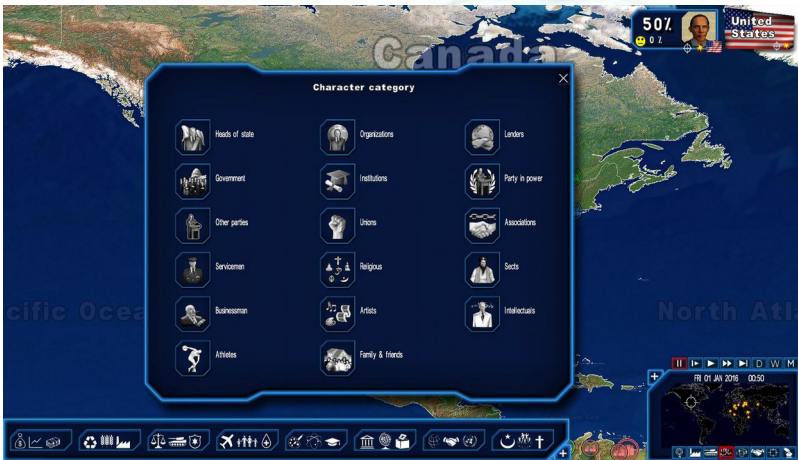 Canada
50%
0 %
United
States
Character category
Heads of state
Organizations
Lenders
Government
Institutions
Party in power
Other parties
Unions
Associations
Servicemen
Religious
Sects
Businessman
Artists
Intellectuals
Athletes
Family & friends
cific Ocea
North Atla
D W M
FRI 01 JAN 2016 00:50